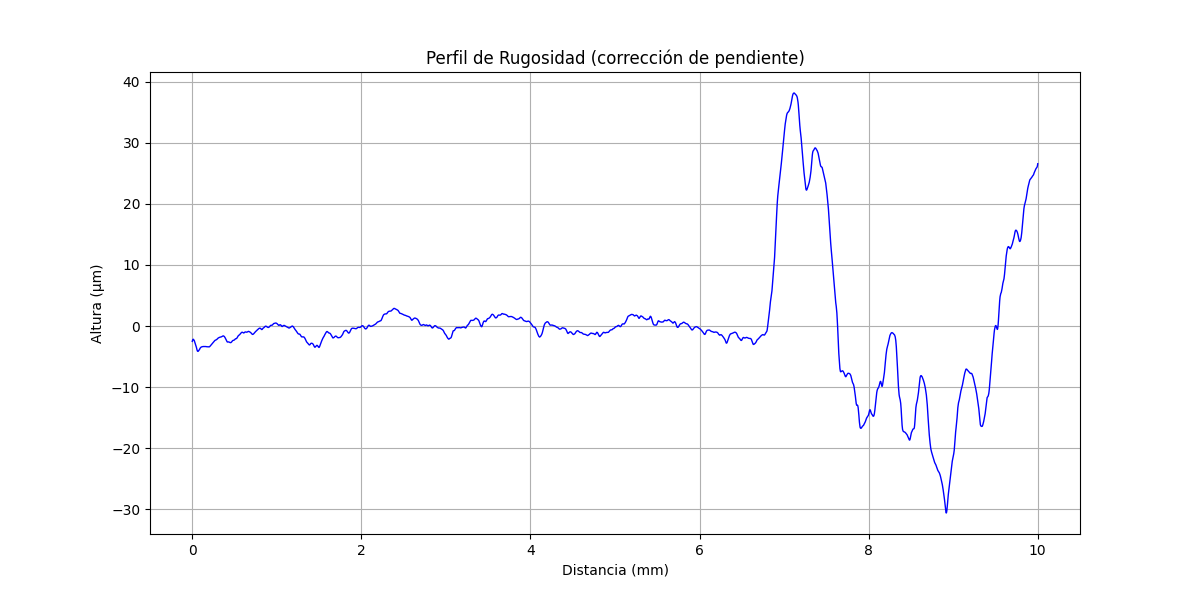 Perfil de Rugosidad (corrección de pendiente)
40
30
20
10
0
−10
−20
−30
Altura (μm)
0 2 4 6 8 10
Distancia (mm)